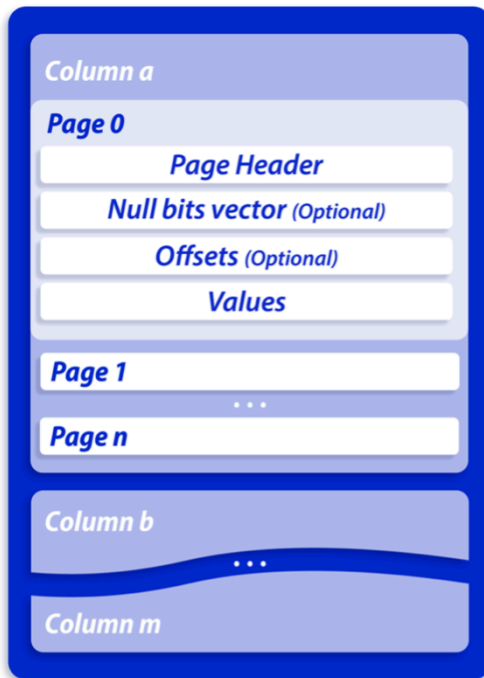 Column a
Page 0
Page Header
Null bits vector (Optional)
Offsets (Optional)
Values
Page 1
...
Page n
Column b
...
Column m